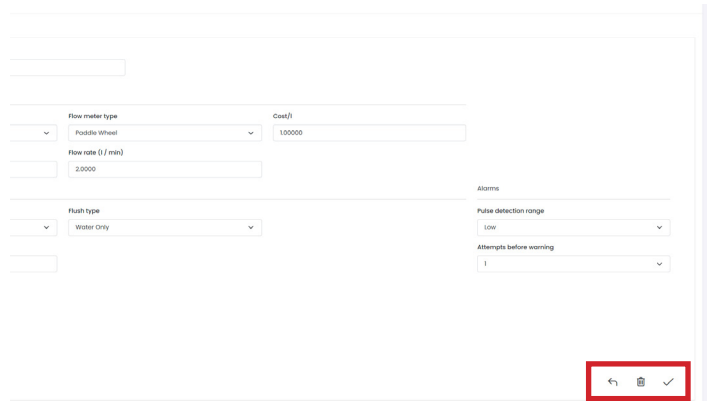 Flow meter type Cost/l
Paddle Wheel 1.00000
Flow rate (l / min)
2.0000
Alarms
Flush type Pulse detection range
Water Only Low
Attempts before warning
1